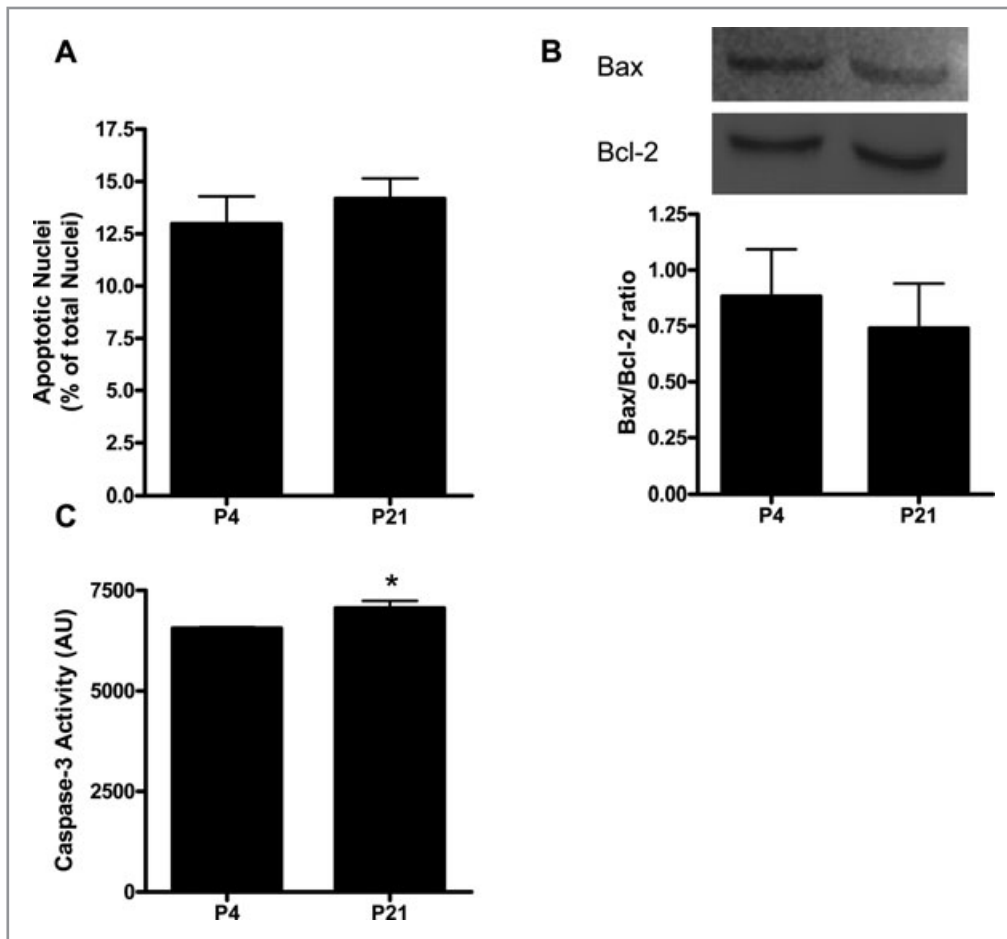 A
Apoptotic Nuclei
(% of total Nuclei)
17.5
15.0
12.5
10.0
7.5
5.0
2.5
0.0
P4 P21
B
Bax
Bcl-2
Bax/Bcl-2 ratio
1.25
1.00
0.75
0.50
0.25
0.00
P4 P21
C
Caspase-3 Activity (AU)
7500
5000
2500
0
*
P4 P21